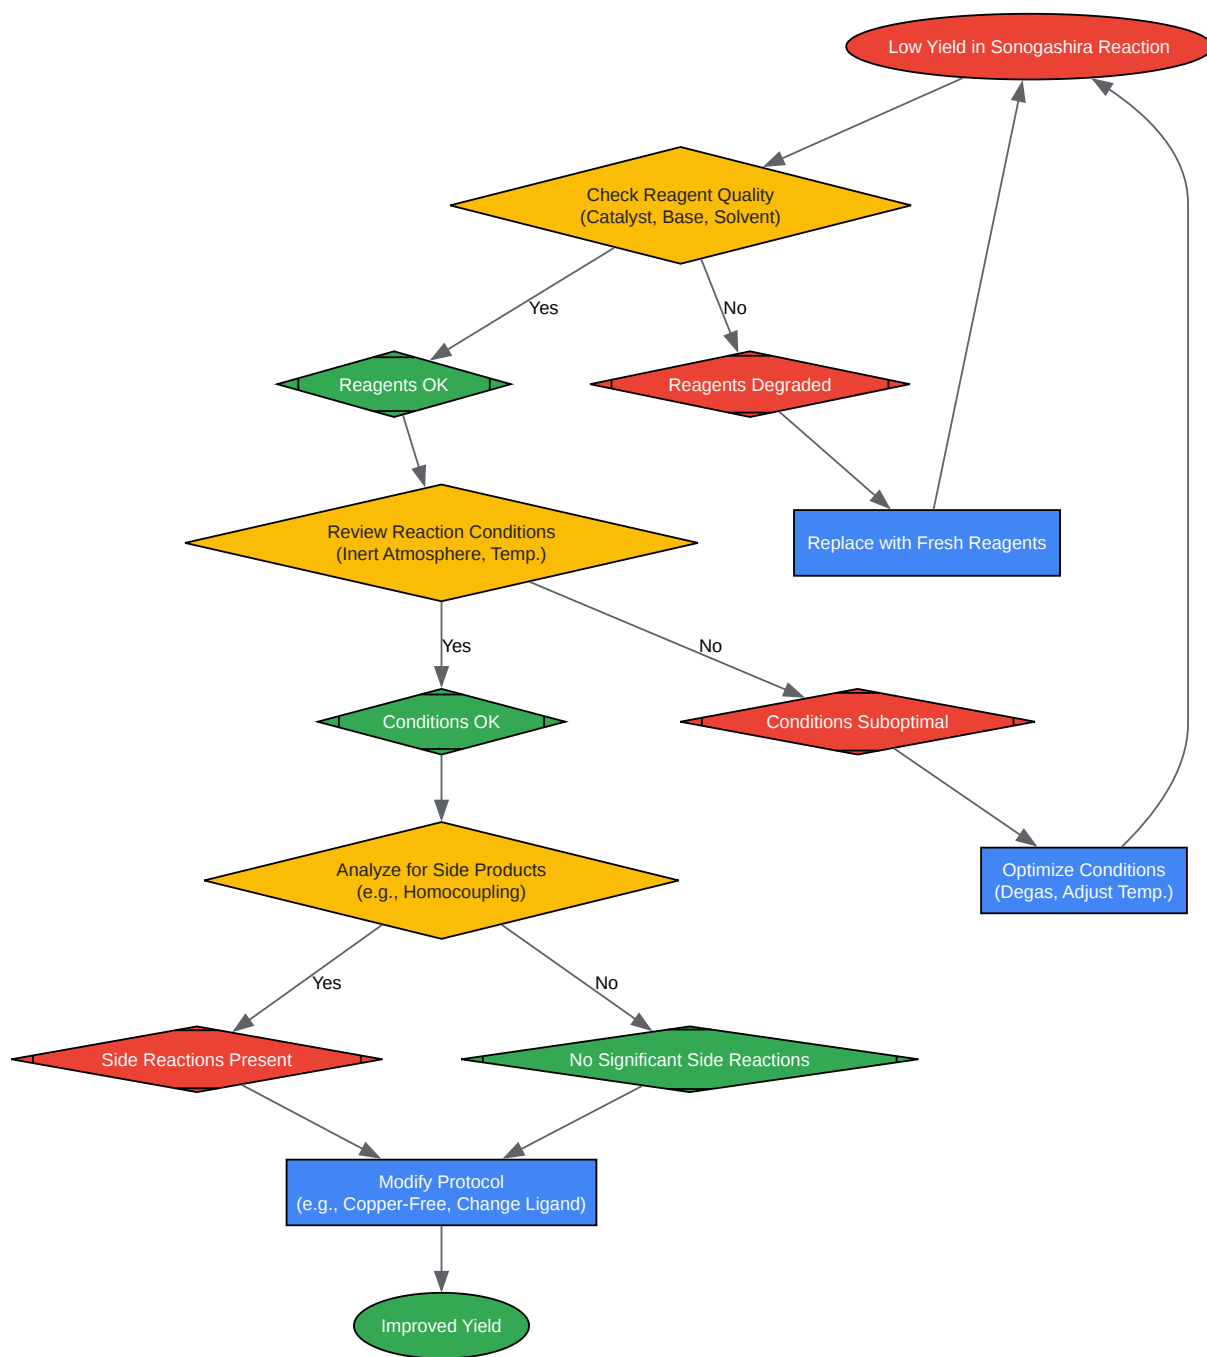 Low Yield in Sonogashira Reaction
Check Reagent Quality
(Catalyst, Base, Solvent)
Yes
No
Reagents OK
Reagents Degraded
Review Reaction Conditions
(Inert Atmosphere, Temp.)
Replace with Fresh Reagents
Yes
No
Conditions OK
Conditions Suboptimal
Analyze for Side Products
(e.g., Homocoupling)
Optimize Conditions
(Degas, Adjust Temp.)
Yes
No
Side Reactions Present
No Significant Side Reactions
Modify Protocol
(e.g., Copper-Free, Change Ligand)
Improved Yield